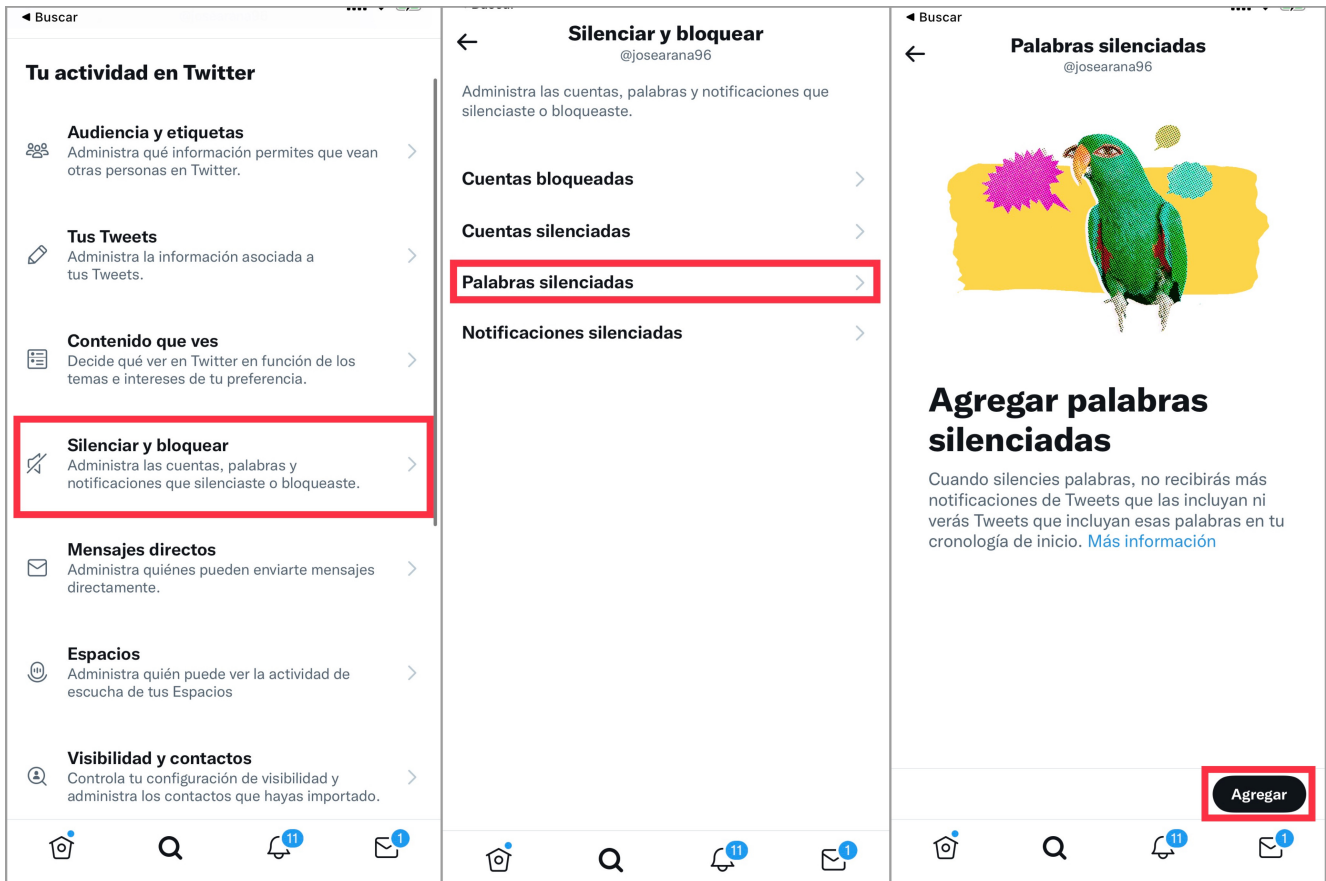 ◄ Buscar
Tu actividad en Twitter
Audiencia y etiquetas
Administra qué información permites que vean
otras personas en Twitter.
Tus Tweets
Administra la información asociada a
tus Tweets.
Contenido que ves
Decide qué ver en Twitter en función de los
temas e intereses de tu preferencia.
Silenciar y bloquear
Administra las cuentas, palabras y
notificaciones que silenciaste o bloqueaste.
Mensajes directos
Administra quiénes pueden enviarte mensajes
directamente.
Espacios
Administra quién puede ver la actividad de
escucha de tus Espacios
Visibilidad y contactos
Controla tu configuración de visibilidad y
administra los contactos que hayas importado.
11
1
Silenciar y bloquear
@josearana96
Administra las cuentas, palabras y notificaciones que
silenciaste o bloqueaste.
Cuentas bloqueadas
Cuentas silenciadas
Palabras silenciadas
Notificaciones silenciadas
11
1
◄ Buscar
Palabras silenciadas
@josearana96
Agregar palabras
silenciadas
Cuando silencies palabras, no recibirás más
notificaciones de Tweets que las incluyan ni
verás Tweets que incluyan esas palabras en tu
cronología de inicio. Más información
Agregar
11
1